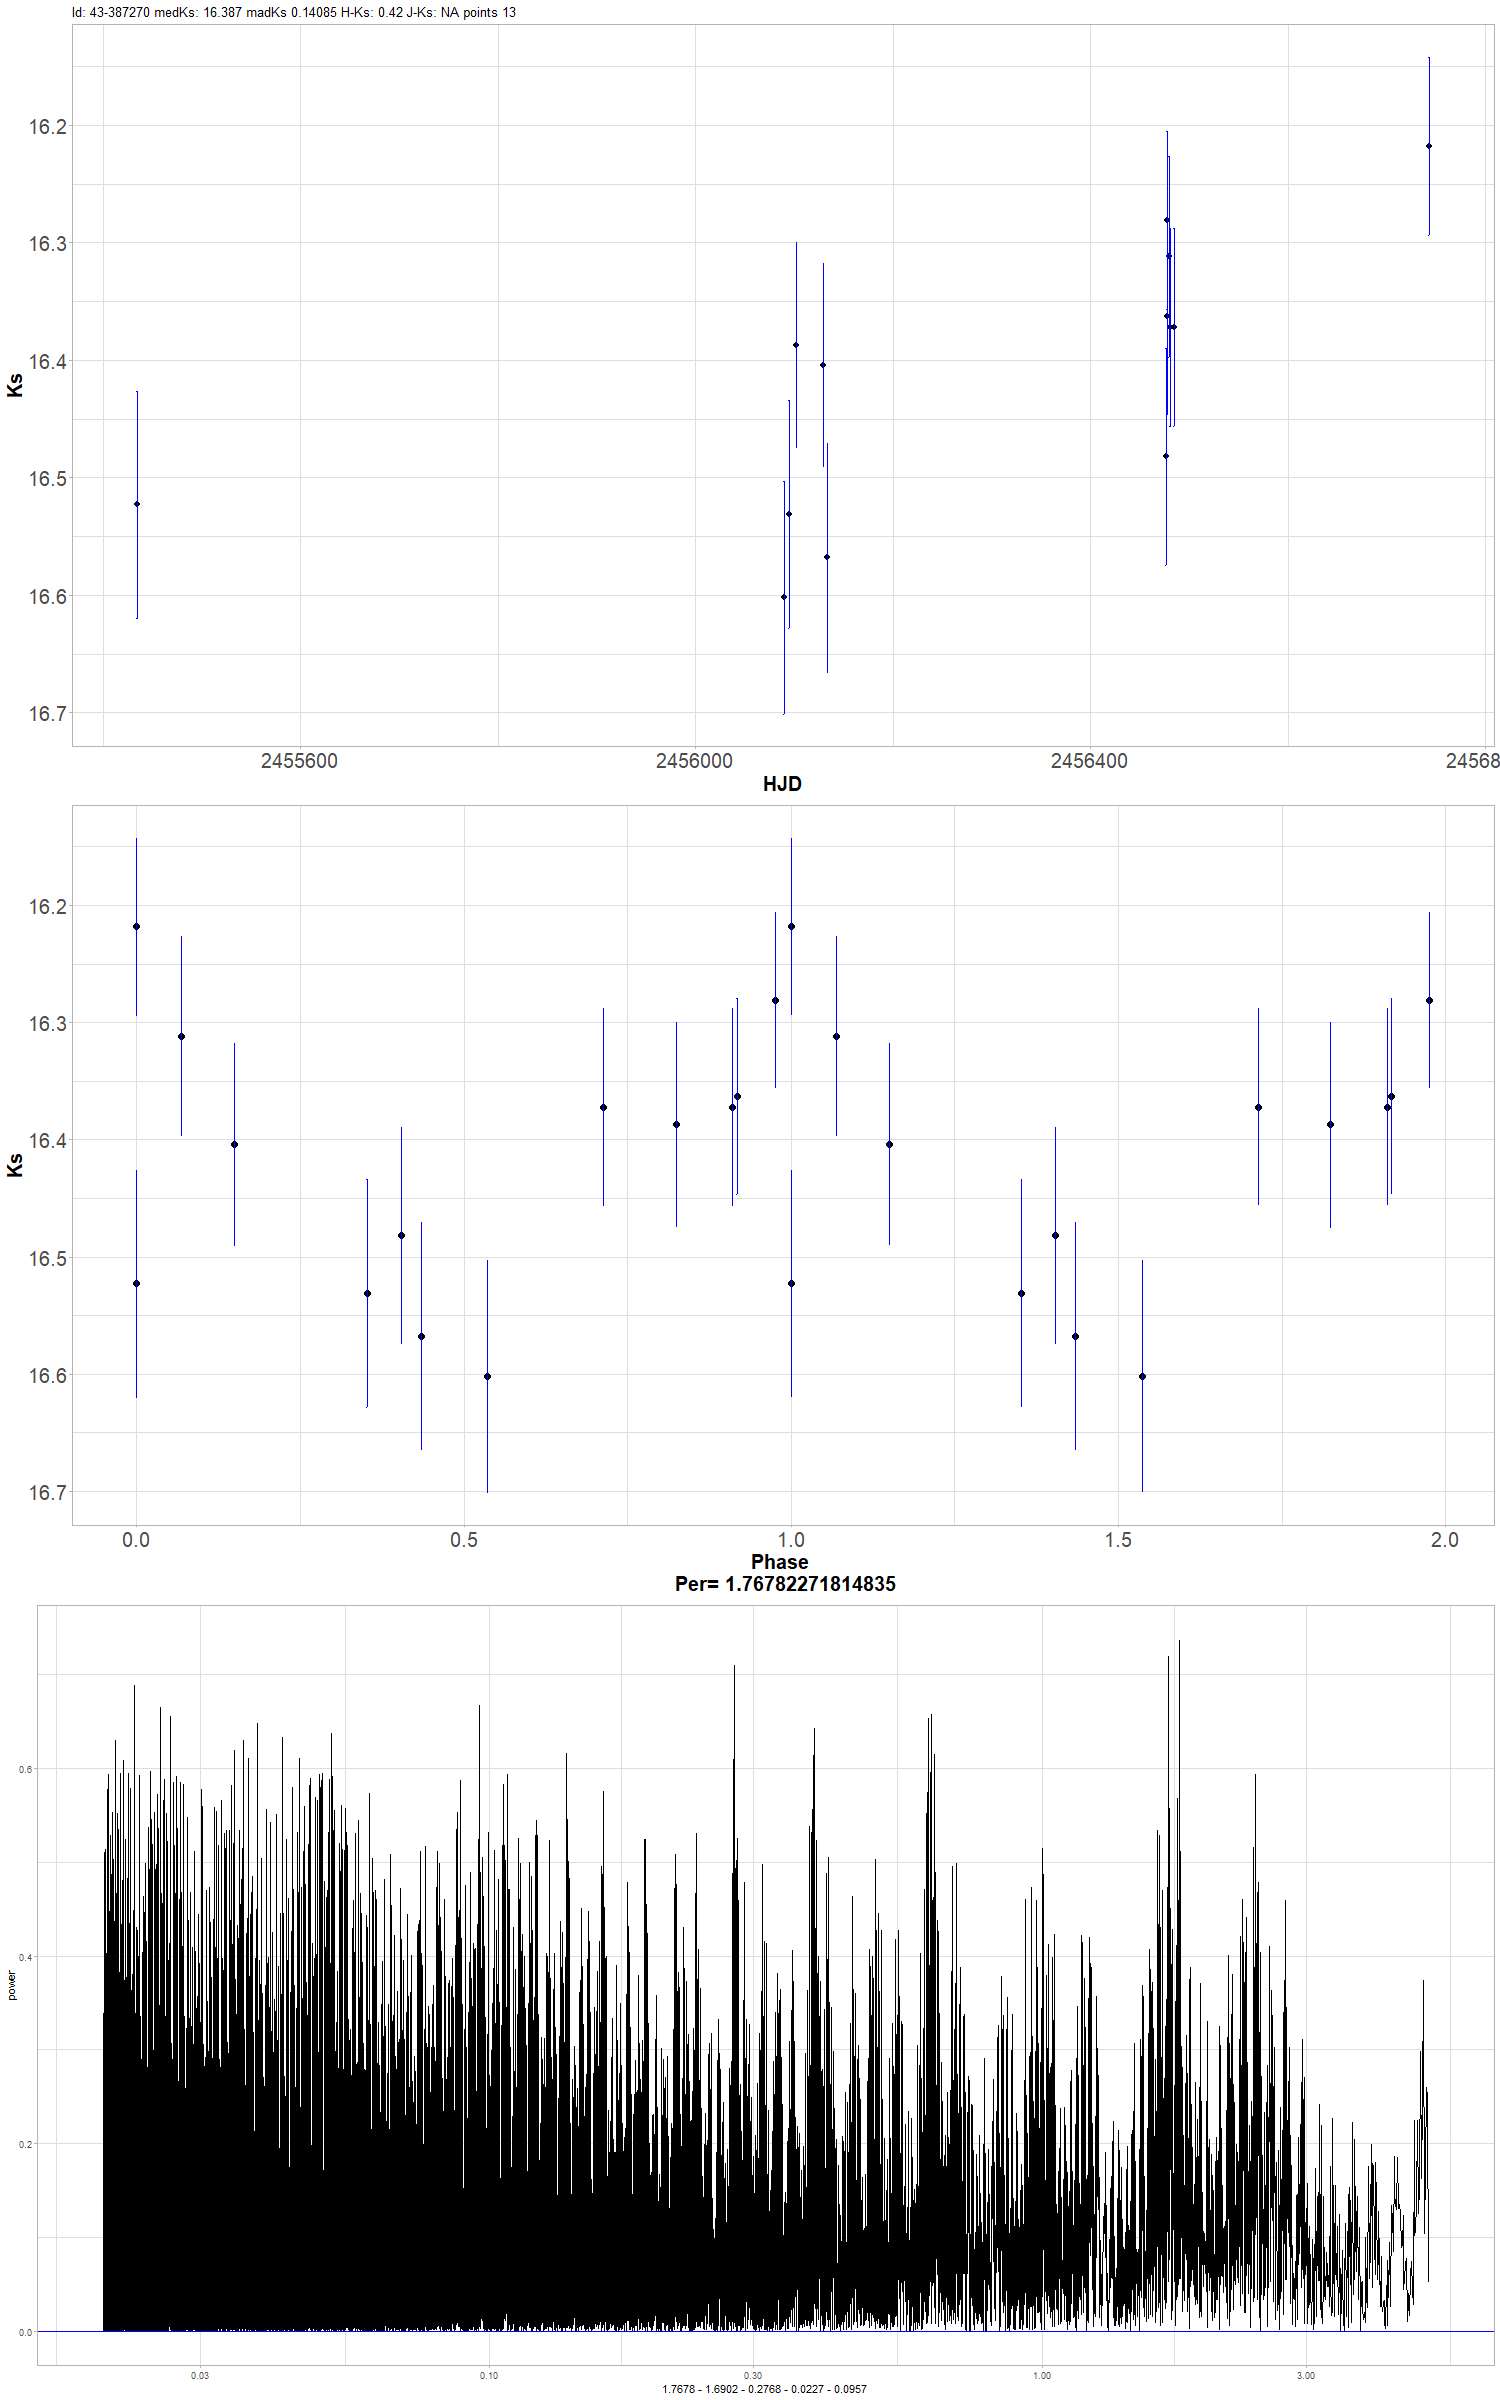 Id: 43-387270 medKs: 16.387 madKs 0.14085 H-Ks: 0.42 J-Ks: NA points 13
16.2
16.3
16.4
16.5
16.6
16.7
Ks
2455600 2456000 2456400 24568
HJD
16.2
16.3
16.4
16.5
16.6
16.7
Ks
0.0 0.5 1.0 1.5 2.0
Phase
Per= 1.76782271814835
0.6
0.4
0.2
0.0
power
0.03 0.10 0.30 1.00 3.00
1.7678 - 1.6902 - 0.2768 - 0.0227 - 0.0957